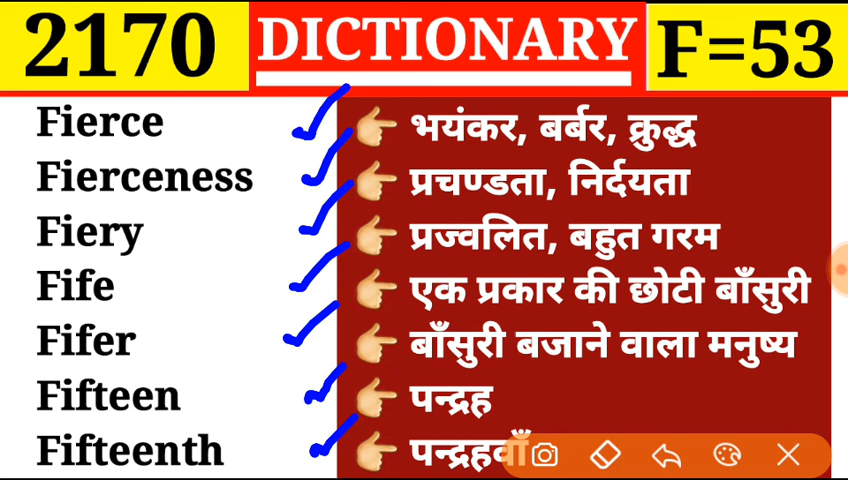 2170 DICTIONARY F=53
Fierce भयंकर, बर्बर, क्रुद्ध
Fierceness प्रचण्डता, निर्दयता
Fiery प्रज्वलित, बहुत गरम
Fife एक प्रकार की छोटी बाँसुरी
Fifer बाँसुरी बजाने वाला मनुष्य
Fifteen पन्द्रह
Fifteenth पन्द्रहवाँ